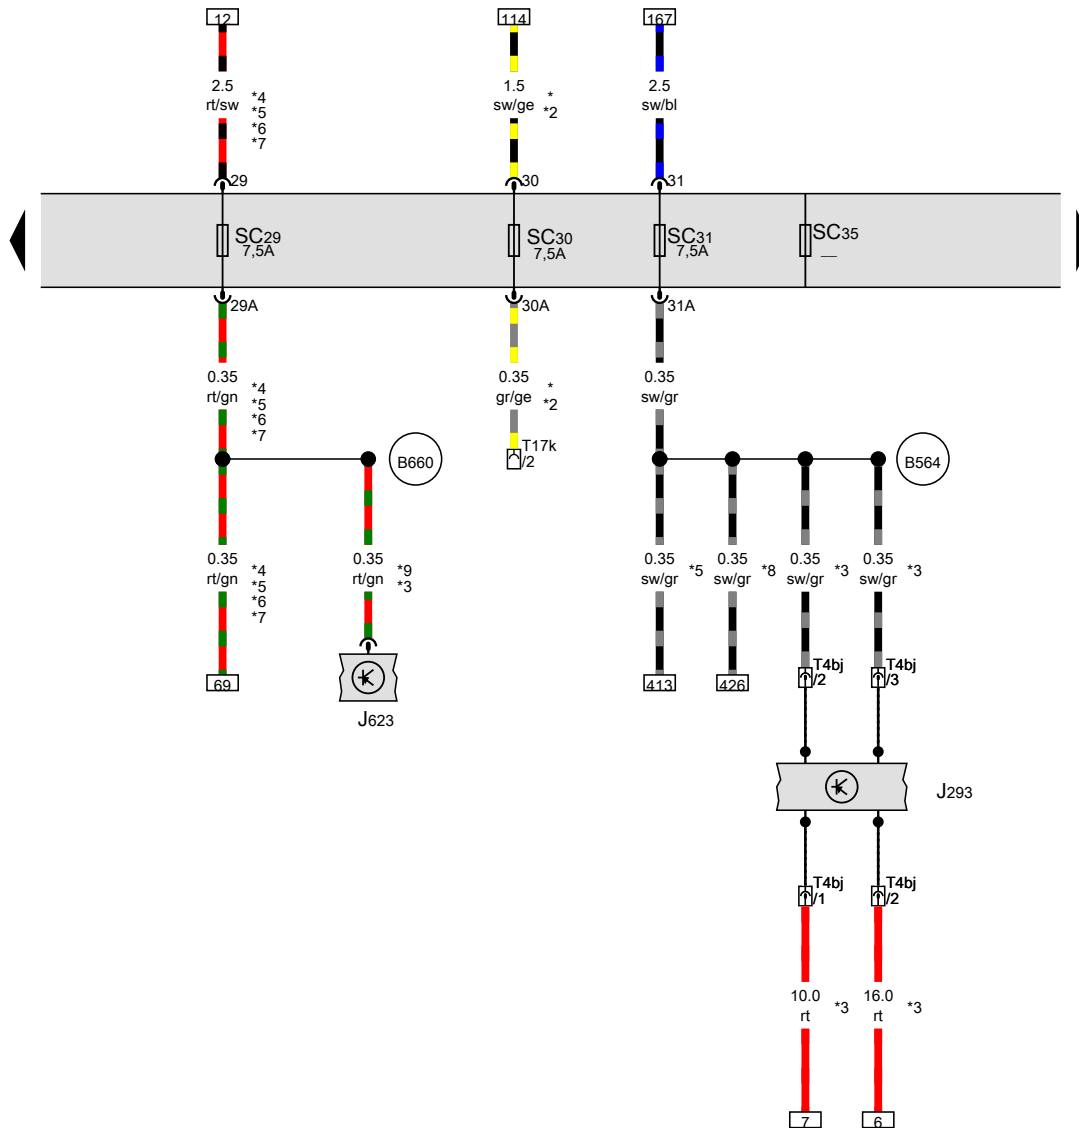 12
114
167
2.5
rt/sw
*4
*5
*6
*7
1.5
sw/ge
*
*2
2.5
sw/bl
29
30
31
SC29
7,5A
SC30
7,5A
SC31
7,5A
SC35
29A
30A
31A
0.35
rt/gn
*4
*5
*6
*7
0.35
gr/ge
*
*2
0.35
sw/gr
B660
T17k
/2
B564
0.35
rt/gn
*4
*5
*6
*7
0.35
rt/gn
*9
*3
0.35
sw/gr
*5
0.35
sw/gr
*8
0.35
sw/gr
*3
0.35
sw/gr
*3
69
J623
413
426
T4bj
/2
T4bj
/3
J293
T4bj
/1
T4bj
/2
10.0
rt
*3
16.0
rt
*3
7
6